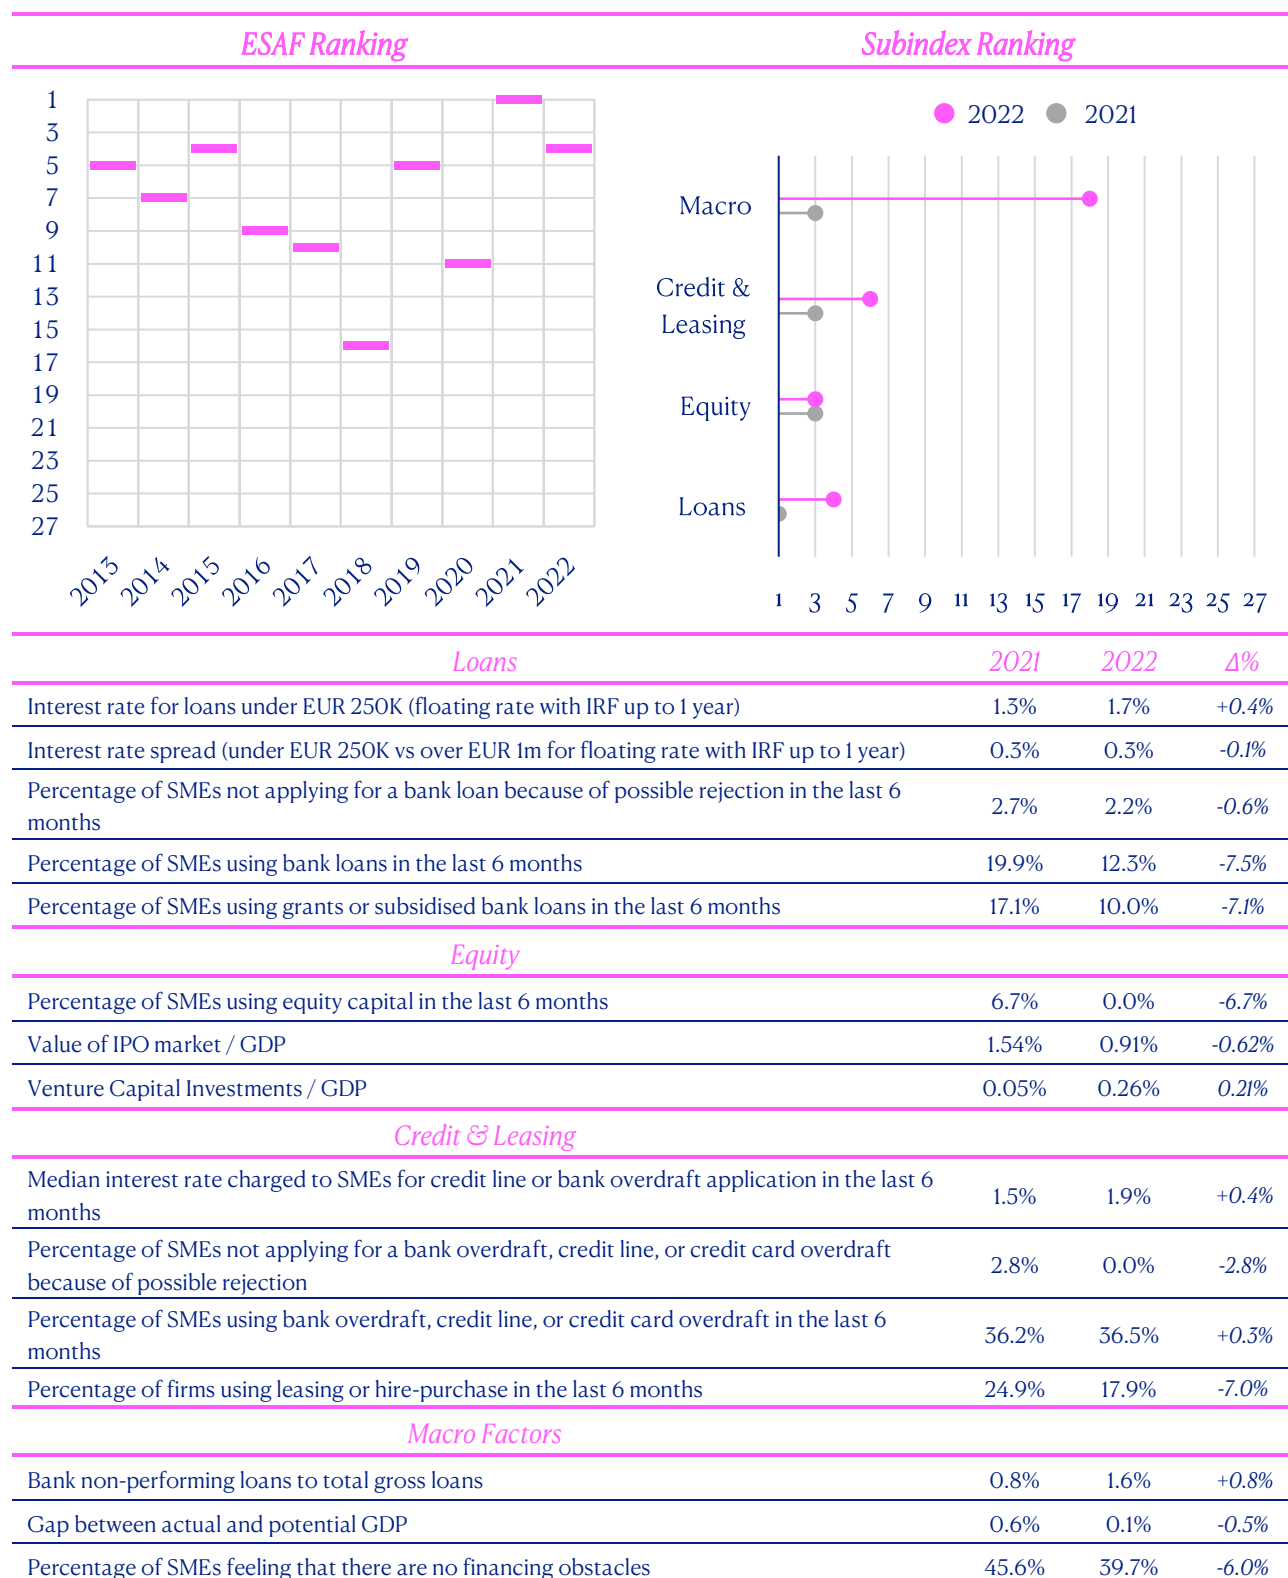 ESAF Ranking
Subindex Ranking
1
3
5
7
9
11
13
15
17
19
21
23
25
27
2013 2014 2015 2016 2017 2018 2019 2020 2021 2022
2022 2021
Macro
Credit &
Leasing
Equity
Loans
1 3 5 7 9 11 13 15 17 19 21 23 25 27
Loans 2021 2022 Δ%
Interest rate for loans under EUR 250K (floating rate with IRF up to 1 year) 1.3% 1.7% +0.4%
Interest rate spread (under EUR 250K vs over EUR 1m for floating rate with IRF up to 1 year) 0.3% 0.3% -0.1%
Percentage of SMEs not applying for a bank loan because of possible rejection in the last 6
months 2.7% 2.2% -0.6%
Percentage of SMEs using bank loans in the last 6 months 19.9% 12.3% -7.5%
Percentage of SMEs using grants or subsidised bank loans in the last 6 months 17.1% 10.0% -7.1%
Equity
Percentage of SMEs using equity capital in the last 6 months 6.7% 0.0% -6.7%
Value of IPO market / GDP 1.54% 0.91% -0.62%
Venture Capital Investments / GDP 0.05% 0.26% 0.21%
Credit & Leasing
Median interest rate charged to SMEs for credit line or bank overdraft application in the last 6
months 1.5% 1.9% +0.4%
Percentage of SMEs not applying for a bank overdraft, credit line, or credit card overdraft
because of possible rejection 2.8% 0.0% -2.8%
Percentage of SMEs using bank overdraft, credit line, or credit card overdraft in the last 6
months 36.2% 36.5% +0.3%
Percentage of firms using leasing or hire-purchase in the last 6 months 24.9% 17.9% -7.0%
Macro Factors
Bank non-performing loans to total gross loans 0.8% 1.6% +0.8%
Gap between actual and potential GDP 0.6% 0.1% -0.5%
Percentage of SMEs feeling that there are no financing obstacles 45.6% 39.7% -6.0%